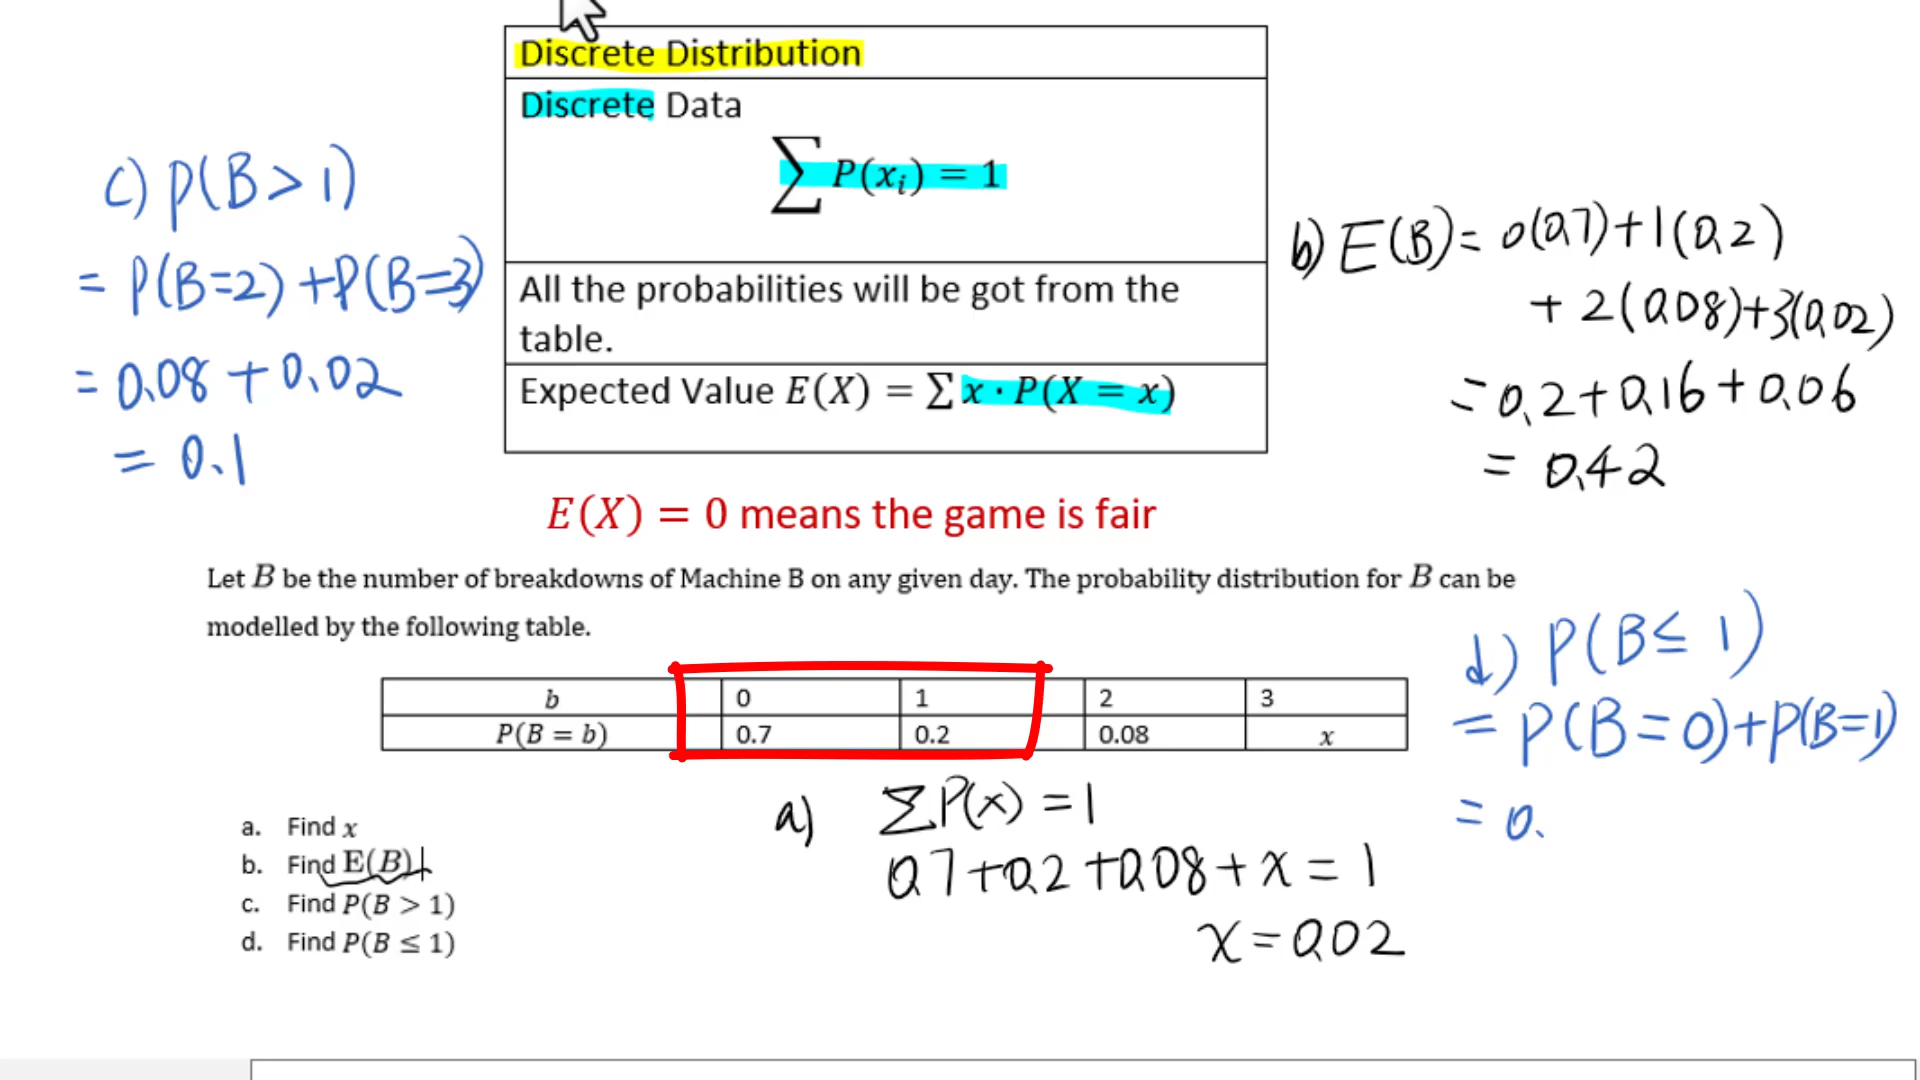 Discrete Distribution
Discrete Data
∑ P(xᵢ) = 1
All the probabilities will be got from the
table.
Expected Value E(X) = ∑ x · P(X = x)
c) P(B > 1)
= P(B=2) + P(B=3)
= 0.08 + 0.02
= 0.1
b) E(B) = 0(0.7) + 1(0.2)
+ 2(0.08) + 3(0.02)
= 0.2 + 0.16 + 0.06
= 0.42
E(X) = 0 means the game is fair
Let B be the number of breakdowns of Machine B on any given day. The probability distribution for B can be
modelled by the following table.
b 0 1 2 3
P(B = b) 0.7 0.2 0.08 x
a. Find x
b. Find E(B)
c. Find P(B > 1)
d. Find P(B ≤ 1)
a) ∑P(x) = 1
0.7 + 0.2 + 0.08 + x = 1
x = 0.02
d) P(B ≤ 1)
= P(B = 0) + P(B=1)
= 0.